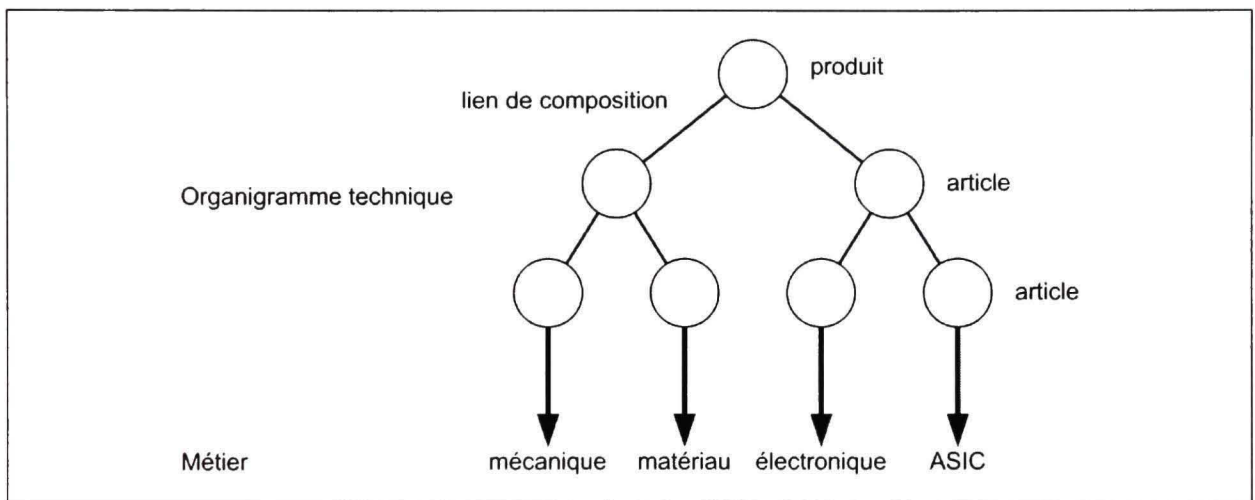 produit
lien de composition
Organigramme technique
article
article
Métier
mécanique
matériau
électronique
ASIC